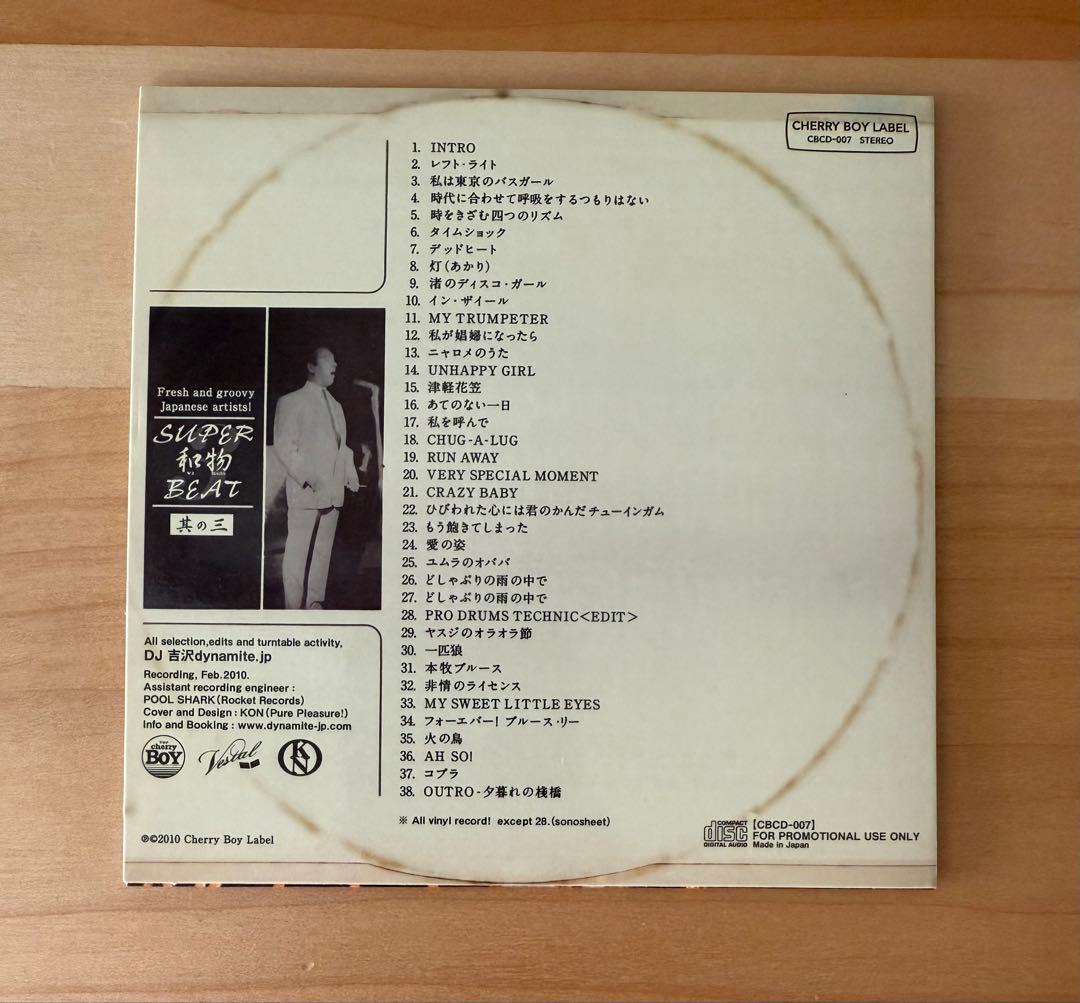 CHERRY BOY LABEL
CBCD-007 STEREO
1. INTRO
2. レフト・ライト
3. 私は東京のバスガール
4. 時代に合わせて呼吸をするつもりはない
5. 時をきざむ四つのリズム
6. タイムショック
7. デッドヒート
8. 灯(あかり)
9. 渚のディスコ・ガール
10. イン・ザイール
11. MY TRUMPETER
12. 私が娼婦になったら
13. ニャロメのうた
14. UNHAPPY GIRL
15. 津軽花笠
16. あてのない一日
17. 私を呼んで
18. CHUG-A-LUG
19. RUN AWAY
20. VERY SPECIAL MOMENT
21. CRAZY BABY
22. ひびわれた心には君のかんだチューインガム
23. もう飽きてしまった
24. 愛の姿
25. ユムラのオババ
26. どしゃぶりの雨の中で
27. どしゃぶりの雨の中で
28. PRO DRUMS TECHNIC<EDIT>
29. ヤスジのオラオラ節
30. 一匹狼
31. 本牧ブルース
32. 非情のライセンス
33. MY SWEET LITTLE EYES
34. フォーエバー! ブルース・リー
35. 火の鳥
36. AH SO!
37. コブラ
38. OUTRO-夕暮れの桟橋
※ All vinyl record! except 28.(sonosheet)
Fresh and groovy
Japanese artists!
SUPER
和物
BEAT
其の三
All selection,edits and turntable activity,
DJ 吉沢dynamite.jp
Recording, Feb.2010.
Assistant recording engineer :
POOL SHARK(Rocket Records)
Cover and Design : KON(Pure Pleasure!)
Info and Booking : www.dynamite-jp.com
cherry
BOY
Vestal
KN
℗©2010 Cherry Boy Label
COMPACT
disc
DIGITAL AUDIO
[CBCD-007]
FOR PROMOTIONAL USE ONLY
Made in Japan